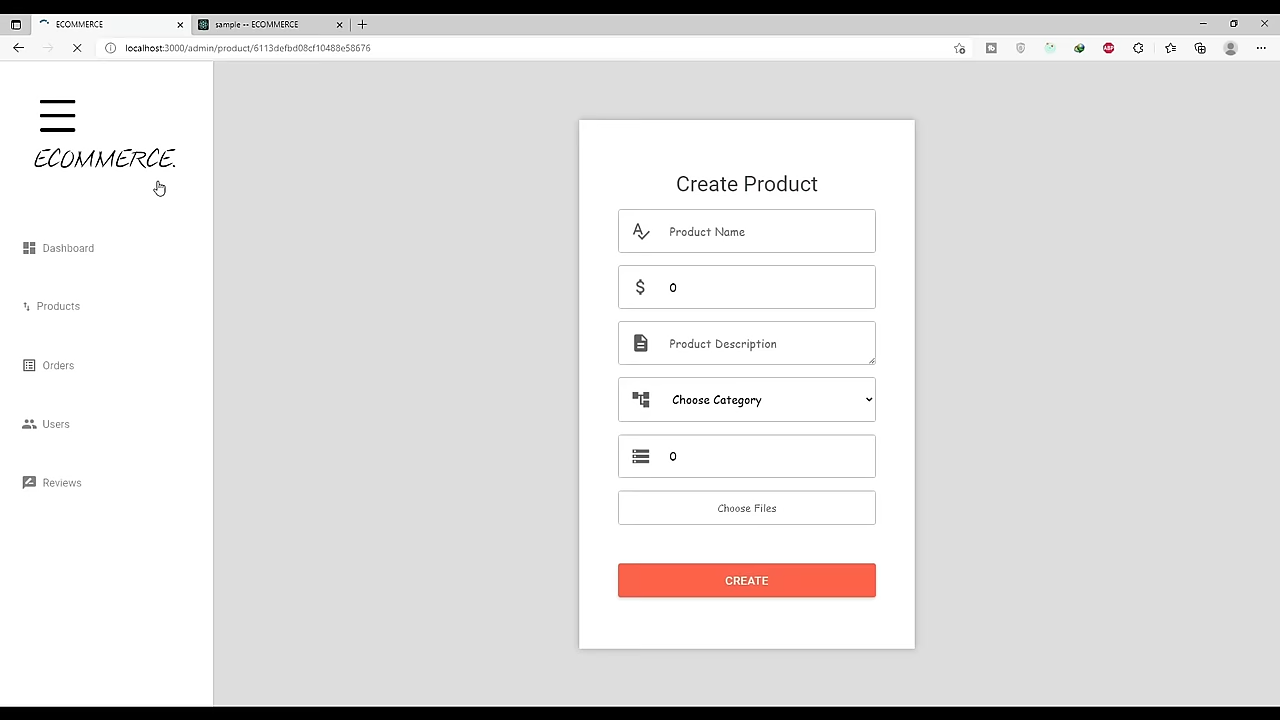 ECOMMERCE
sample -- ECOMMERCE
localhost:3000/admin/product/6113defbd08cf10488e58676
ABP
ECOMMERCE.
Dashboard
Products
Orders
Users
Reviews
Create Product
Product Name
$ 0
Product Description
Choose Category
0
Choose Files
CREATE